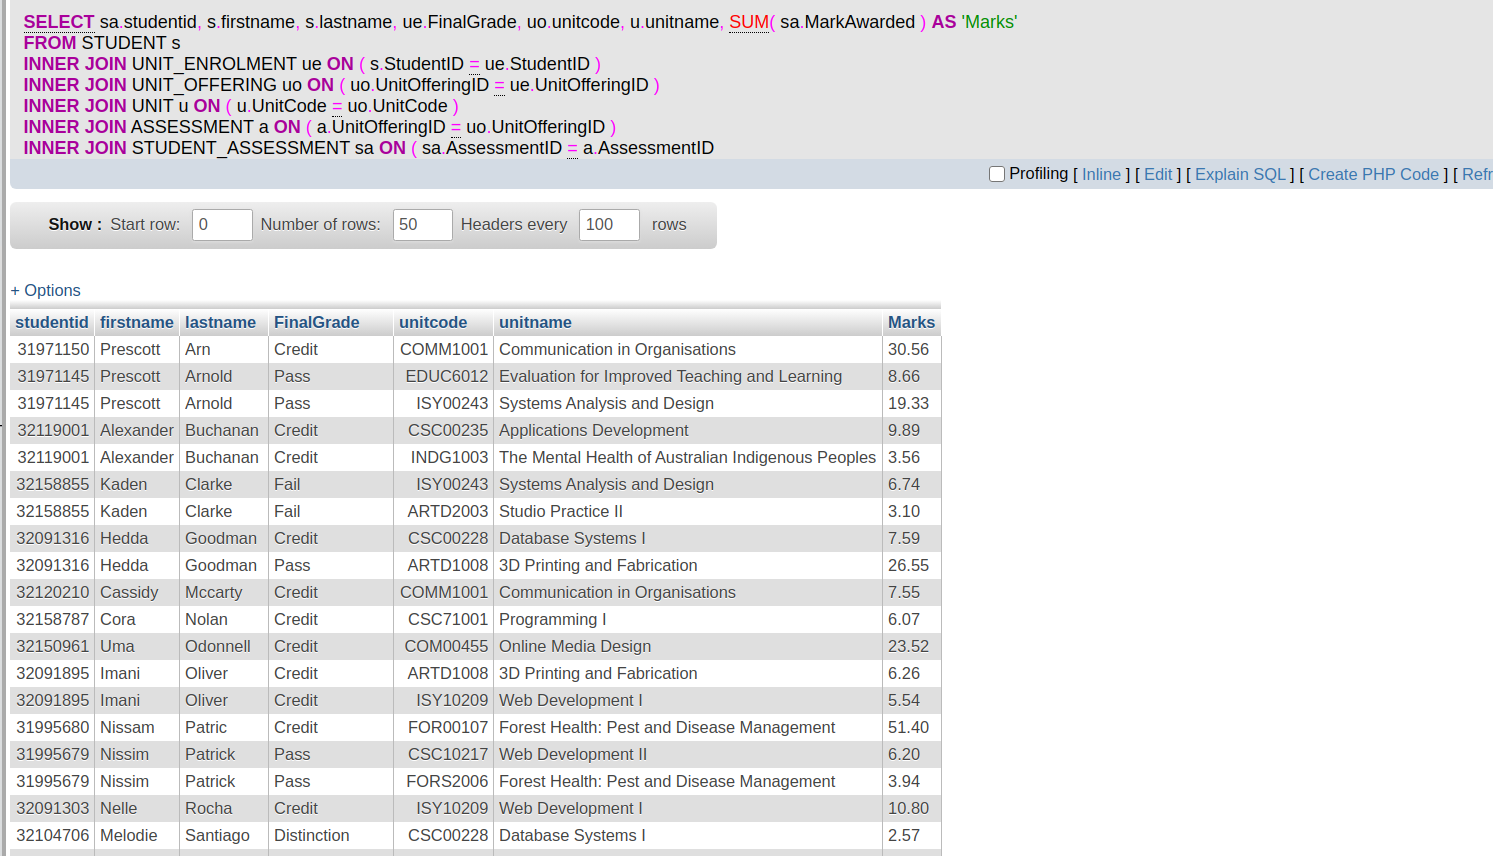 SELECT sa.studentid, s.firstname, s.lastname, ue.FinalGrade, uo.unitcode, u.unitname, SUM( sa.MarkAwarded ) AS 'Marks'
FROM STUDENT s
INNER JOIN UNIT_ENROLMENT ue ON ( s.StudentID = ue.StudentID )
INNER JOIN UNIT_OFFERING uo ON ( uo.UnitOfferingID = ue.UnitOfferingID )
INNER JOIN UNIT u ON ( u.UnitCode = uo.UnitCode )
INNER JOIN ASSESSMENT a ON ( a.UnitOfferingID = uo.UnitOfferingID )
INNER JOIN STUDENT_ASSESSMENT sa ON ( sa.AssessmentID = a.AssessmentID
Profiling [ Inline ] [ Edit ] [ Explain SQL ] [ Create PHP Code ] [ Refr
Show : Start row: 0 Number of rows: 50 Headers every 100 rows
+ Options
studentid firstname lastname FinalGrade unitcode unitname Marks
31971150 Prescott Arn Credit COMM1001 Communication in Organisations 30.56
31971145 Prescott Arnold Pass EDUC6012 Evaluation for Improved Teaching and Learning 8.66
31971145 Prescott Arnold Pass ISY00243 Systems Analysis and Design 19.33
32119001 Alexander Buchanan Credit CSC00235 Applications Development 9.89
32119001 Alexander Buchanan Credit INDG1003 The Mental Health of Australian Indigenous Peoples 3.56
32158855 Kaden Clarke Fail ISY00243 Systems Analysis and Design 6.74
32158855 Kaden Clarke Fail ARTD2003 Studio Practice II 3.10
32091316 Hedda Goodman Credit CSC00228 Database Systems I 7.59
32091316 Hedda Goodman Pass ARTD1008 3D Printing and Fabrication 26.55
32120210 Cassidy Mccarty Credit COMM1001 Communication in Organisations 7.55
32158787 Cora Nolan Credit CSC71001 Programming I 6.07
32150961 Uma Odonnell Credit COM00455 Online Media Design 23.52
32091895 Imani Oliver Credit ARTD1008 3D Printing and Fabrication 6.26
32091895 Imani Oliver Credit ISY10209 Web Development I 5.54
31995680 Nissam Patric Credit FOR00107 Forest Health: Pest and Disease Management 51.40
31995679 Nissim Patrick Pass CSC10217 Web Development II 6.20
31995679 Nissim Patrick Pass FORS2006 Forest Health: Pest and Disease Management 3.94
32091303 Nelle Rocha Credit ISY10209 Web Development I 10.80
32104706 Melodie Santiago Distinction CSC00228 Database Systems I 2.57